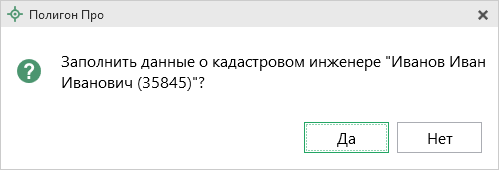 Полигон Про
Заполнить данные о кадастровом инженере "Иванов Иван
Иванович (35845)"?
Да
Нет